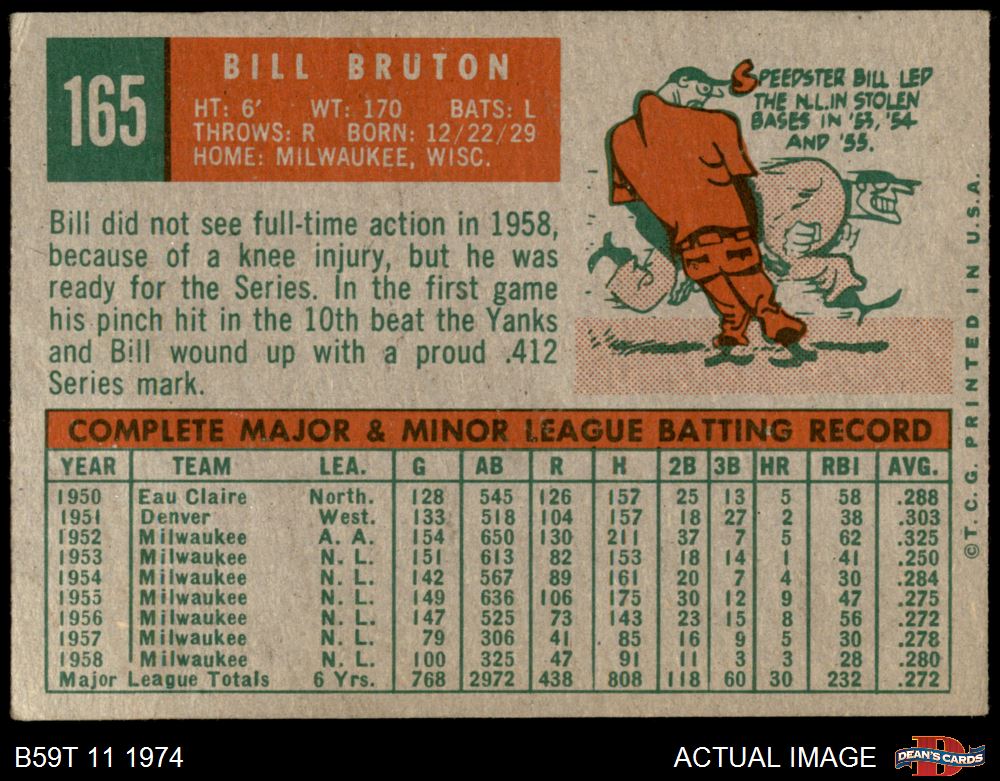 165
BILL BRUTON
HT: 6' WT: 170 BATS: L
THROWS: R BORN: 12/22/29
HOME: MILWAUKEE, WISC.
SPEEDSTER BILL LED
THE N.L. IN STOLEN
BASES IN '53, '54
AND '55.
Bill did not see full-time action in 1958,
because of a knee injury, but he was
ready for the Series. In the first game
his pinch hit in the 10th beat the Yanks
and Bill wound up with a proud .412
Series mark.
COMPLETE MAJOR & MINOR LEAGUE BATTING RECORD
YEAR TEAM LEA. G AB R H 2B 3B HR RBI AVG.
1950 Eau Claire North. 128 545 126 157 25 13 5 58 .288
1951 Denver West. 133 518 104 157 18 27 2 38 .303
1952 Milwaukee A. A. 154 650 130 211 37 7 5 62 .325
1953 Milwaukee N. L. 151 613 82 153 18 14 1 41 .250
1954 Milwaukee N. L. 142 567 89 161 20 7 4 30 .284
1955 Milwaukee N. L. 149 636 106 175 30 12 9 47 .275
1956 Milwaukee N. L. 147 525 73 143 23 15 8 56 .272
1957 Milwaukee N. L. 79 306 41 85 16 9 5 30 .278
1958 Milwaukee N. L. 100 325 47 91 11 3 3 28 .280
Major League Totals 6 Yrs. 768 2972 438 808 118 60 30 232 .272
© T. C. G. PRINTED IN U.S.A.
B59T 11 1974
ACTUAL IMAGE
D
DEAN'S CARDS